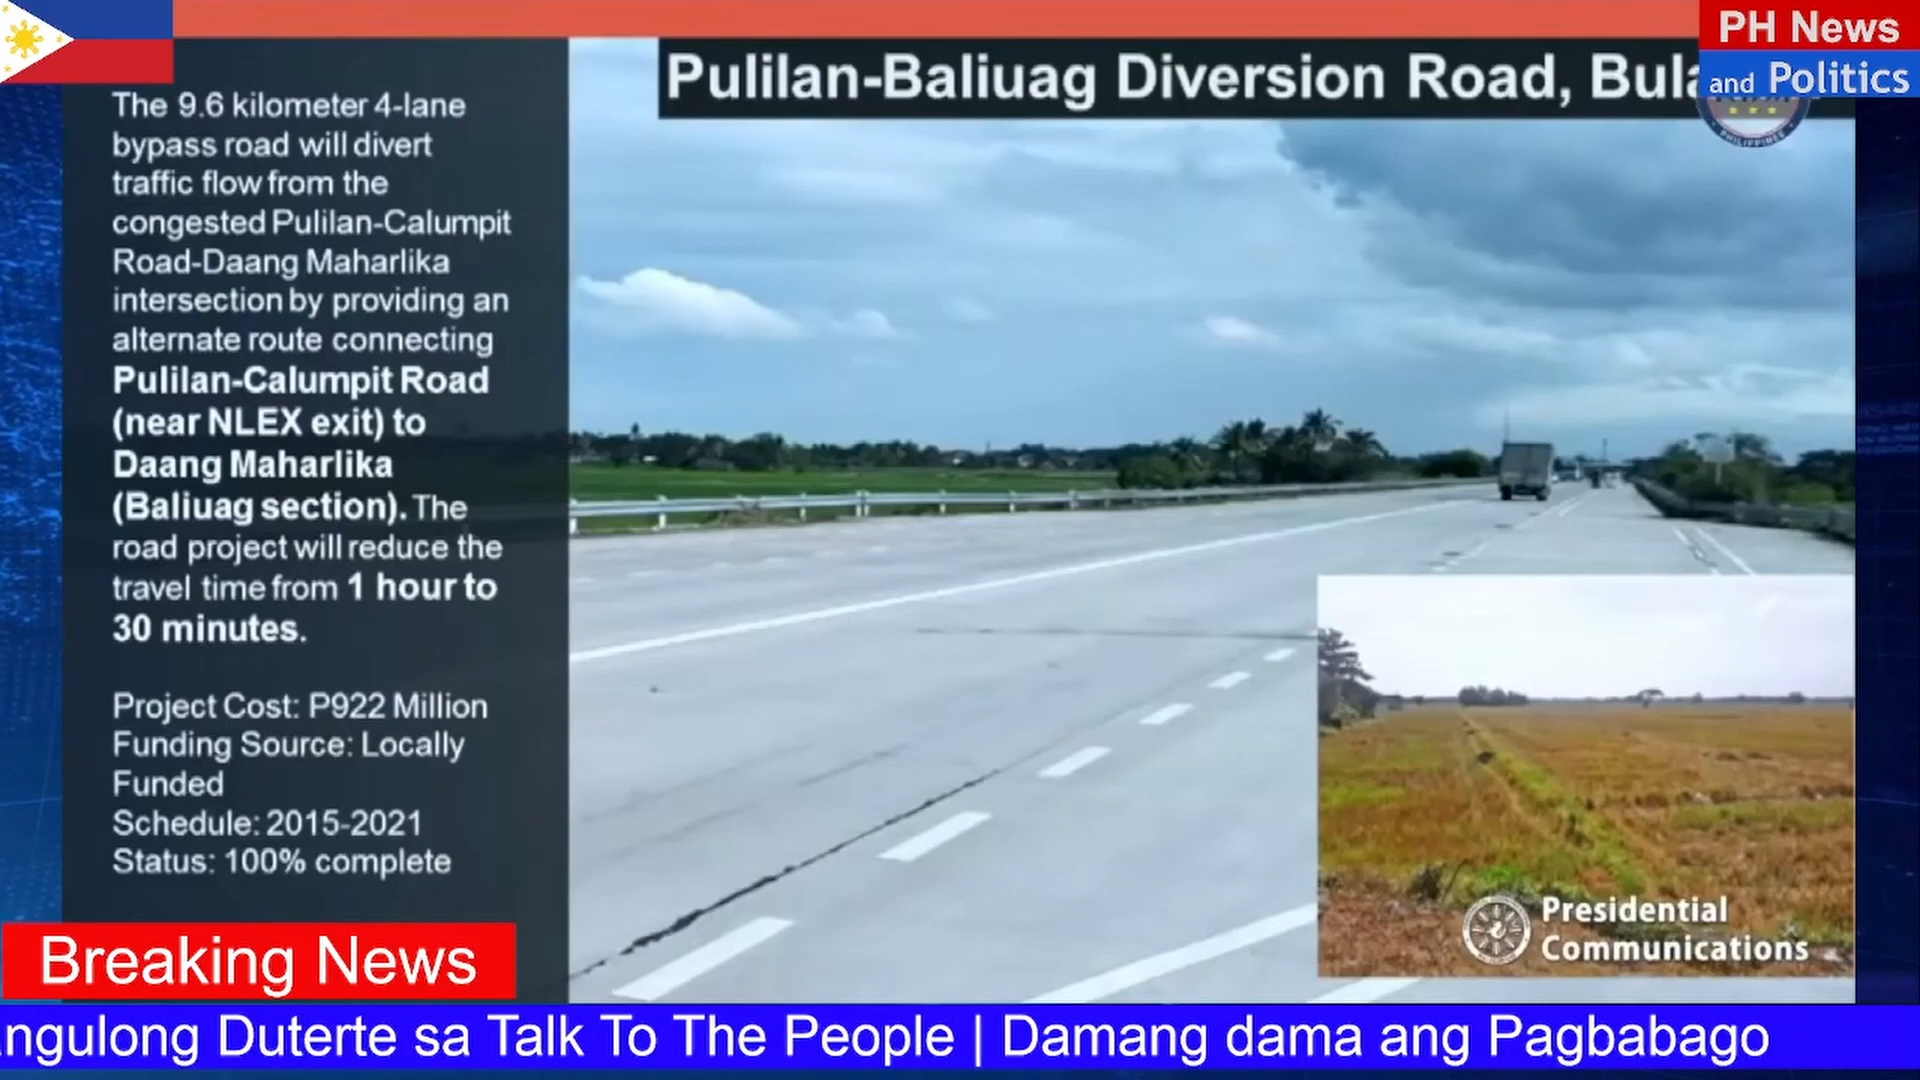 PH News
and Politics
Pulilan-Baliuag Diversion Road,
PHILIPPINES
The 9.6 kilometer 4-lane
bypass road will divert
traffic flow from the
congested Pulilan-Calumpit
Road-Daang Maharlika
intersection by providing an
alternate route connecting
Pulilan-Calumpit Road
(near NLEX exit) to
Daang Maharlika
(Baliuag section). The
road project will reduce the
travel time from 1 hour to
30 minutes.
Project Cost: P922 Million
Funding Source: Locally
Funded
Schedule: 2015-2021
Status: 100% complete
Presidential
Communications
Breaking News
Duterte sa Talk To The People | Damang dama ang Pagbabago